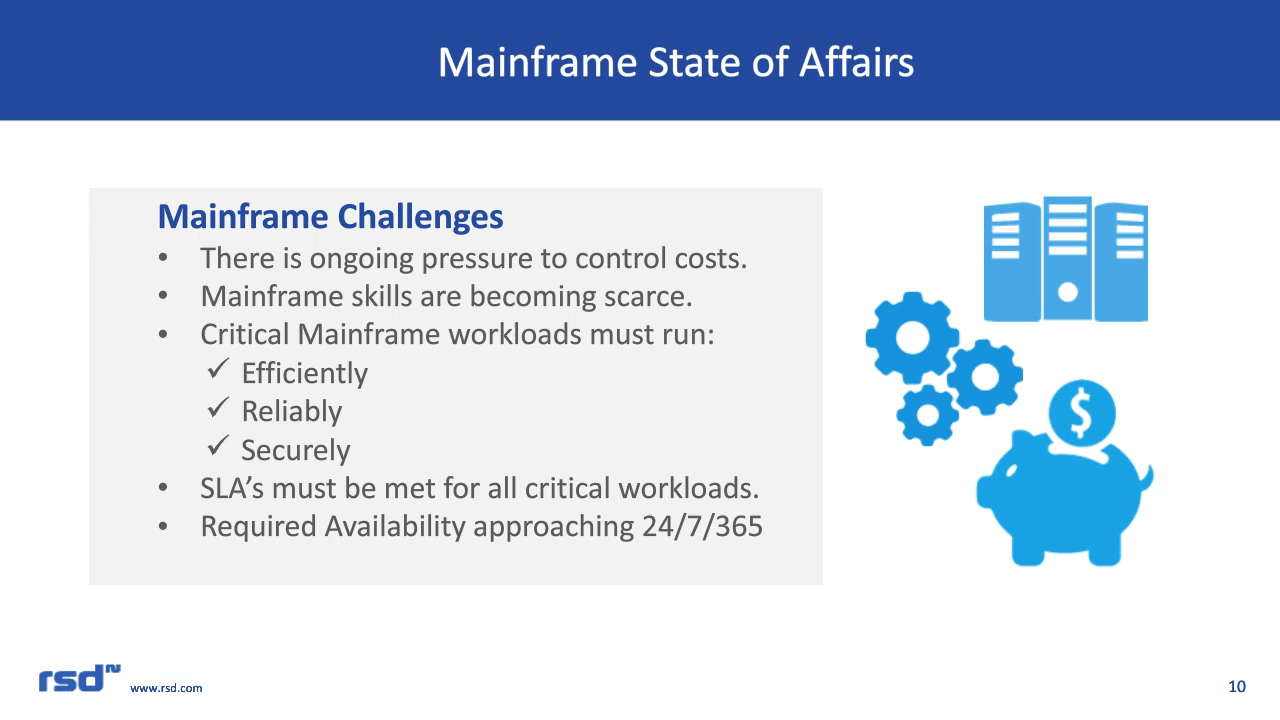 Mainframe State of Affairs
Mainframe Challenges
• There is ongoing pressure to control costs.
• Mainframe skills are becoming scarce.
• Critical Mainframe workloads must run:
✓ Efficiently
✓ Reliably
✓ Securely
• SLA's must be met for all critical workloads.
• Required Availability approaching 24/7/365
$
rsd www.rsd.com
10